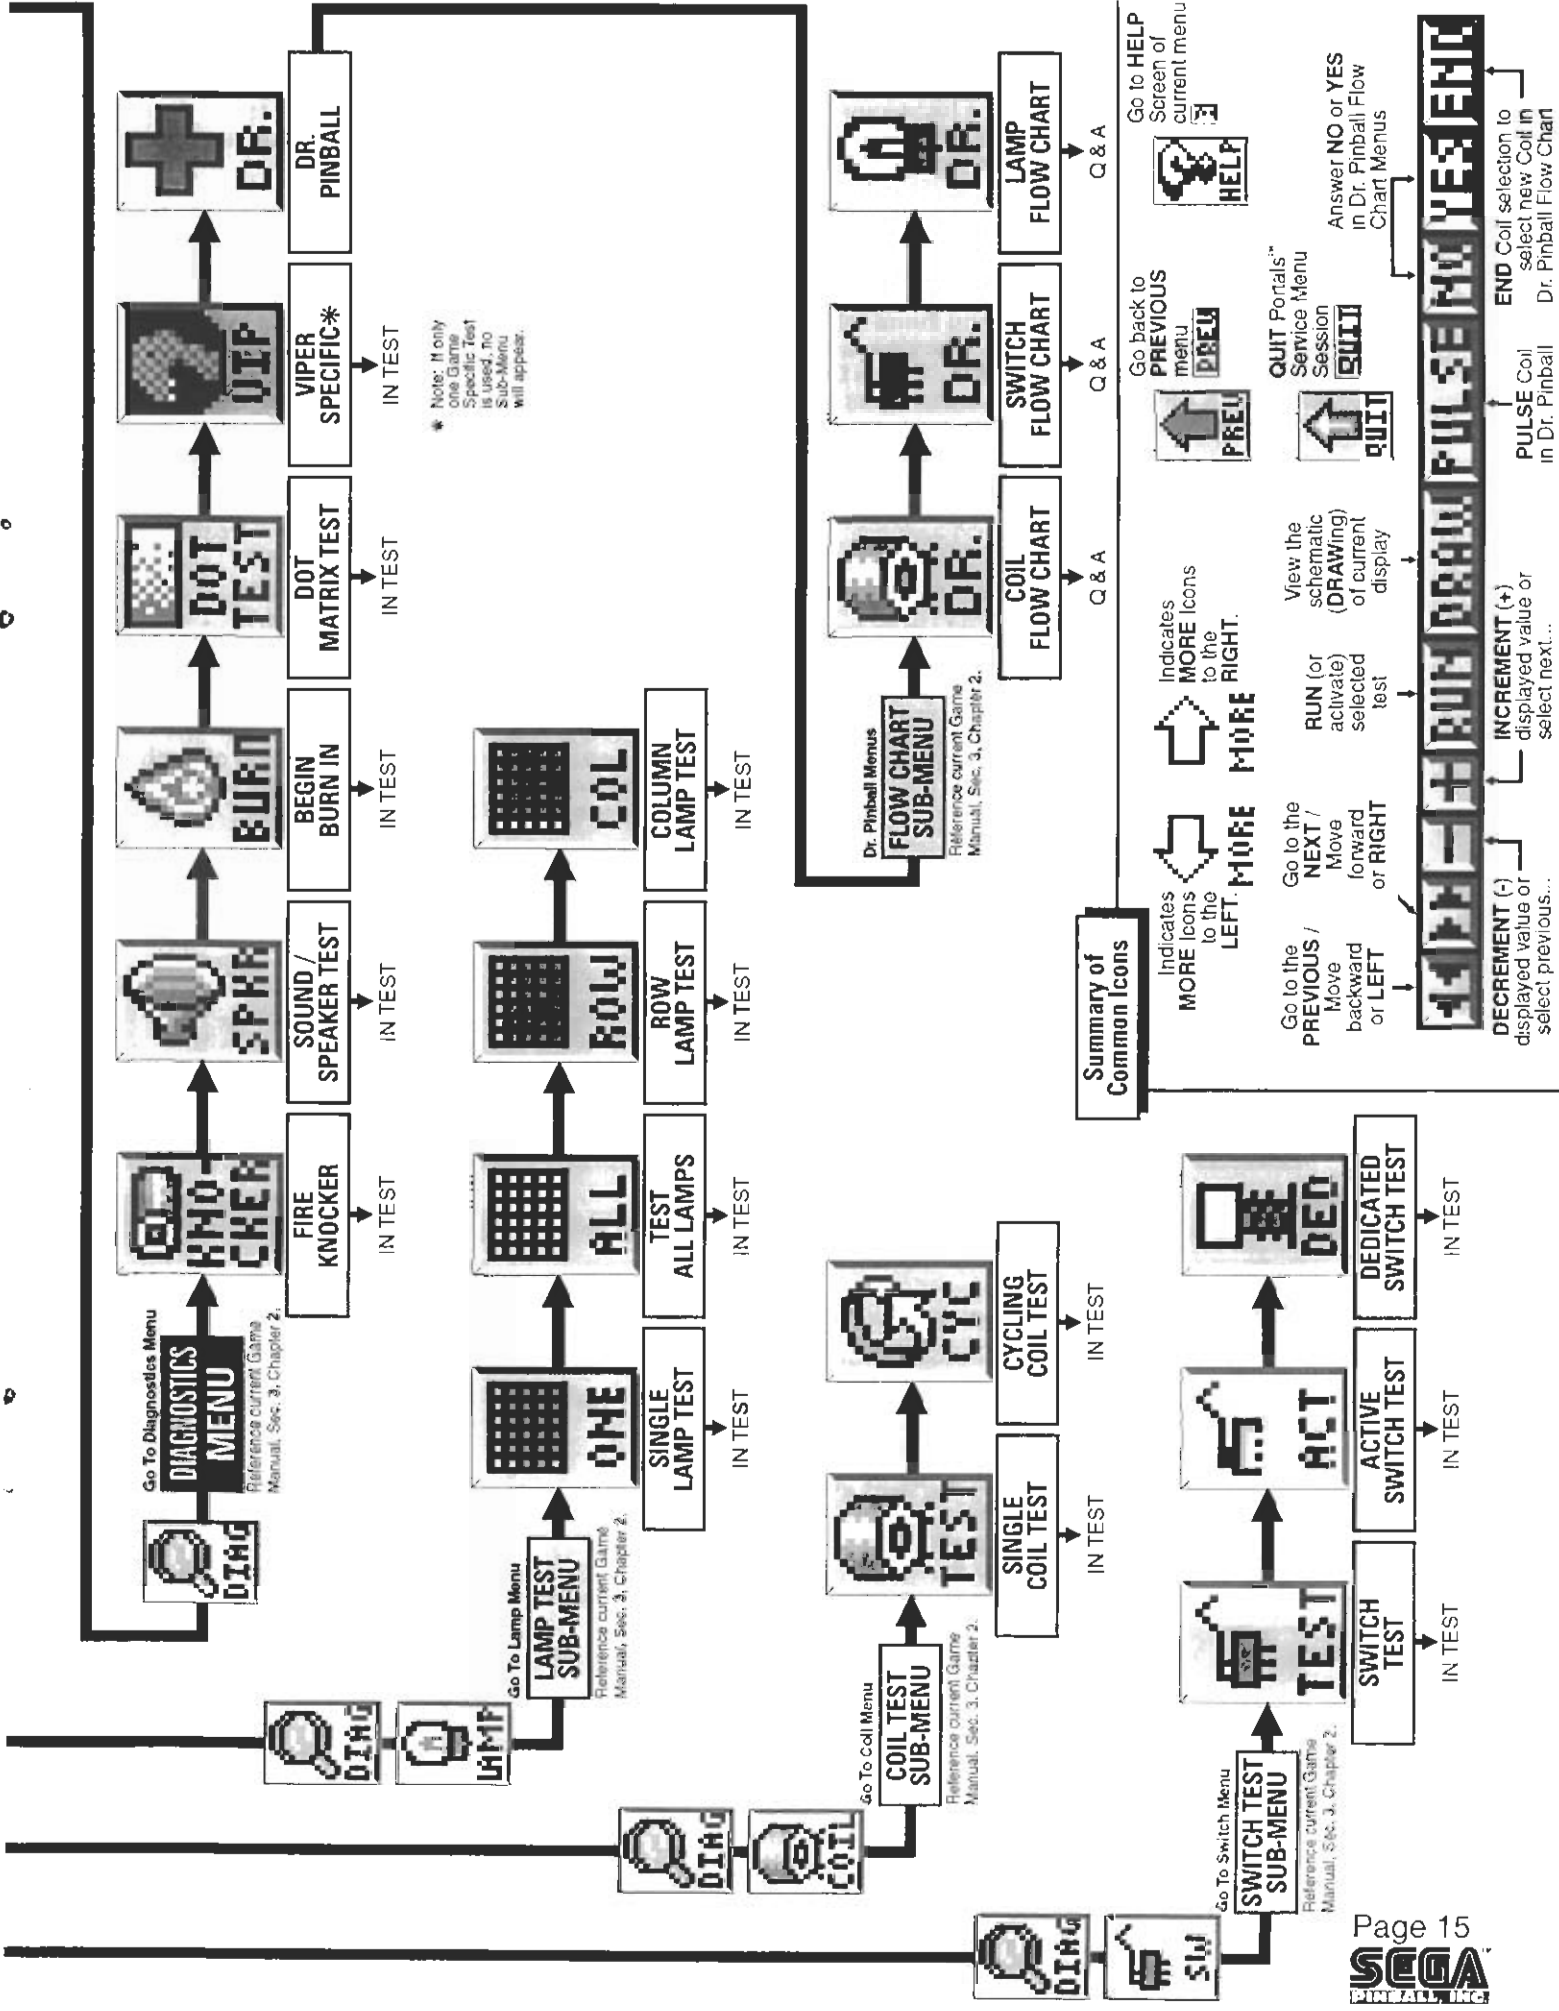 DIAG
Go To Diagnostics Menu
DIAGNOSTICS
MENU
Reference current Game
Manual, Sec. 3, Chapter 2.
KNO-
CKER
FIRE
KNOCKER
IN TEST
SPKR
SOUND /
SPEAKER TEST
IN TEST
BURN
BEGIN
BURN IN
IN TEST
DOT
TEST
DOT
MATRIX TEST
IN TEST
VIP
VIPER
SPECIFIC*
IN TEST
* Note: If only
one Game
Specific Test
is used, no
Sub-Menu
will appear.
DR.
DR.
PINBALL
DIAG
LAMP
Go To Lamp Menu
LAMP TEST
SUB-MENU
Reference current Game
Manual, Sec. 3, Chapter 2.
ONE
SINGLE
LAMP TEST
IN TEST
ALL
TEST
ALL LAMPS
IN TEST
ROW
ROW
LAMP TEST
IN TEST
COL
COLUMN
LAMP TEST
IN TEST
Dr. Pinball Menus
FLOW CHART
SUB-MENU
Reference current Game
Manual, Sec. 3, Chapter 2.
DR.
COIL
FLOW CHART
Q & A
DR.
SWITCH
FLOW CHART
Q & A
DR.
LAMP
FLOW CHART
Q & A
DIAG
COIL
Go To Coil Menu
COIL TEST
SUB-MENU
Reference current Game
Manual, Sec. 3, Chapter 2.
TEST
SINGLE
COIL TEST
IN TEST
CYC
CYCLING
COIL TEST
IN TEST
DIAG
SW
Go To Switch Menu
SWITCH TEST
SUB-MENU
Reference current Game
Manual, Sec. 3, Chapter 2.
TEST
SWITCH
TEST
IN TEST
ACT
ACTIVE
SWITCH TEST
IN TEST
DED
DEDICATED
SWITCH TEST
IN TEST
Summary of
Common Icons
Indicates
MORE Icons
to the
LEFT.
MORE
MORE
Indicates
MORE Icons
to the
RIGHT.
PREV
Go back to
PREVIOUS
menu
PREV
HELP
Go to HELP
Screen of
current menu
?
Go to the
PREVIOUS /
Move
backward
or LEFT
Go to the
NEXT /
Move
forward
or RIGHT
RUN (or
activate)
selected
test
View the
schematic
(DRAWing)
of current
display
QUIT
QUIT Portals™
Service Menu
Session
QUIT
Answer NO or YES
in Dr. Pinball Flow
Chart Menus
- + RUN DRAW PULSE NO YES END
DECREMENT (-)
displayed value or
select previous...
INCREMENT (+)
displayed value or
select next...
PULSE Coil
in Dr. Pinball
END Coil selection to
select new Coil in
Dr. Pinball Flow Chart
Page 15
SEGA™
PINBALL, INC.